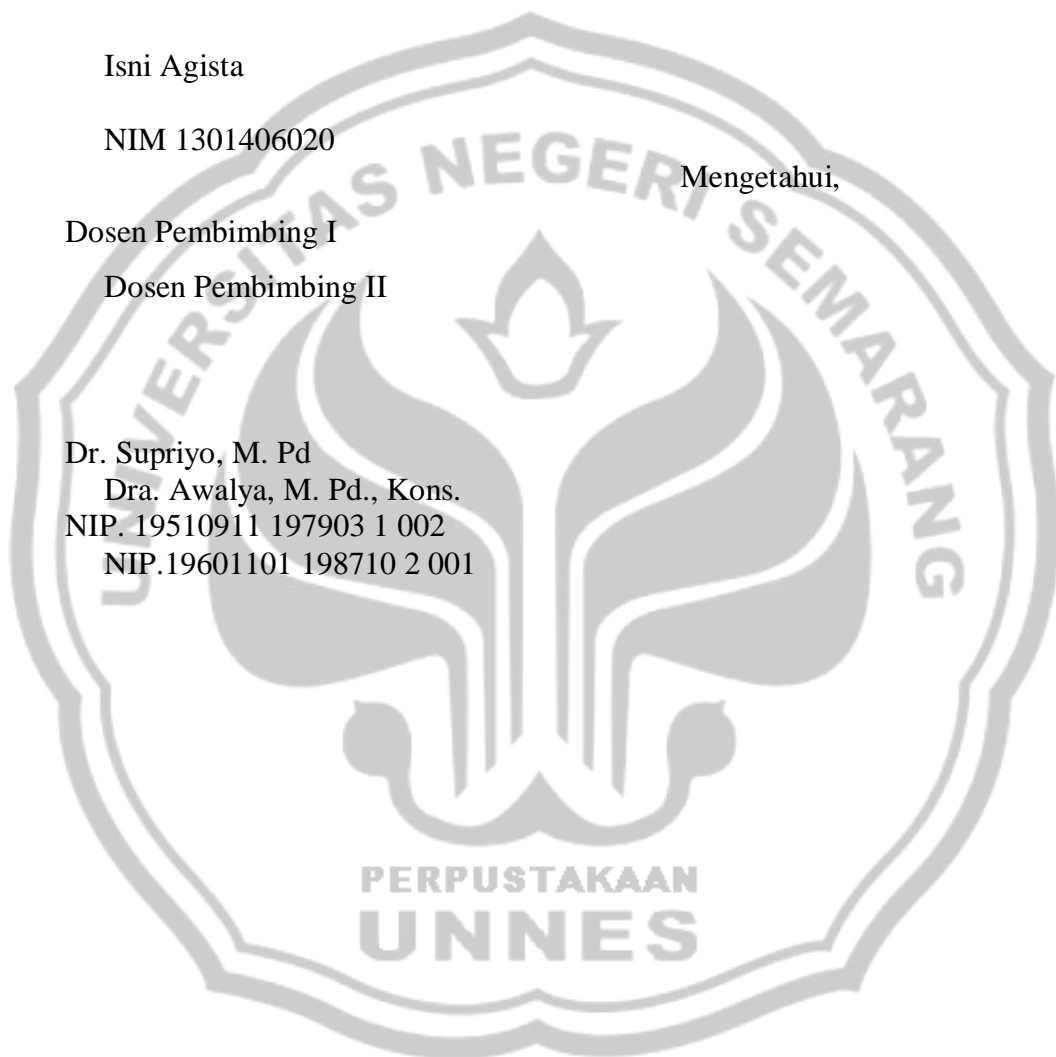 Isni Agista
NIM 1301406020
Mengetahui,
Dosen Pembimbing I
Dosen Pembimbing II
Dr. Supriyo, M. Pd
Dra. Awalya, M. Pd., Kons.
NIP. 19510911 197903 1 002
NIP.19601101 198710 2 001
UNIVERSITAS NEGERI SEMARANG
PERPUSTAKAAN
UNNES